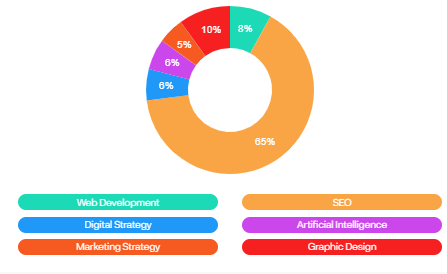 10%
8%
5%
6%
6%
65%
Web Development
SEO
Digital Strategy
Artificial Intelligence
Marketing Strategy
Graphic Design